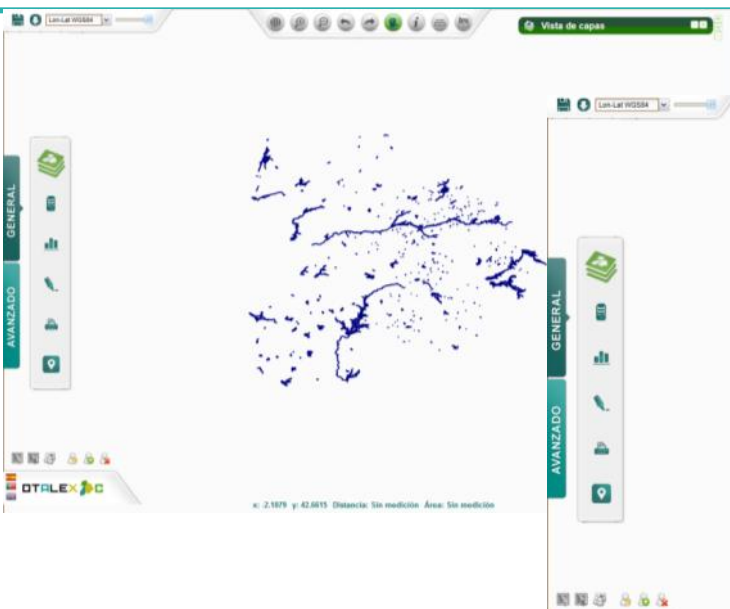 Lon-Lat WGS84
Vista de capas
GENERAL
AVANZADO
OTALEX C
x: -2.1079 y: 42.6615 Distancia: Sin medición Área: Sin medición
Lon-Lat WGS84
GENERAL
AVANZADO